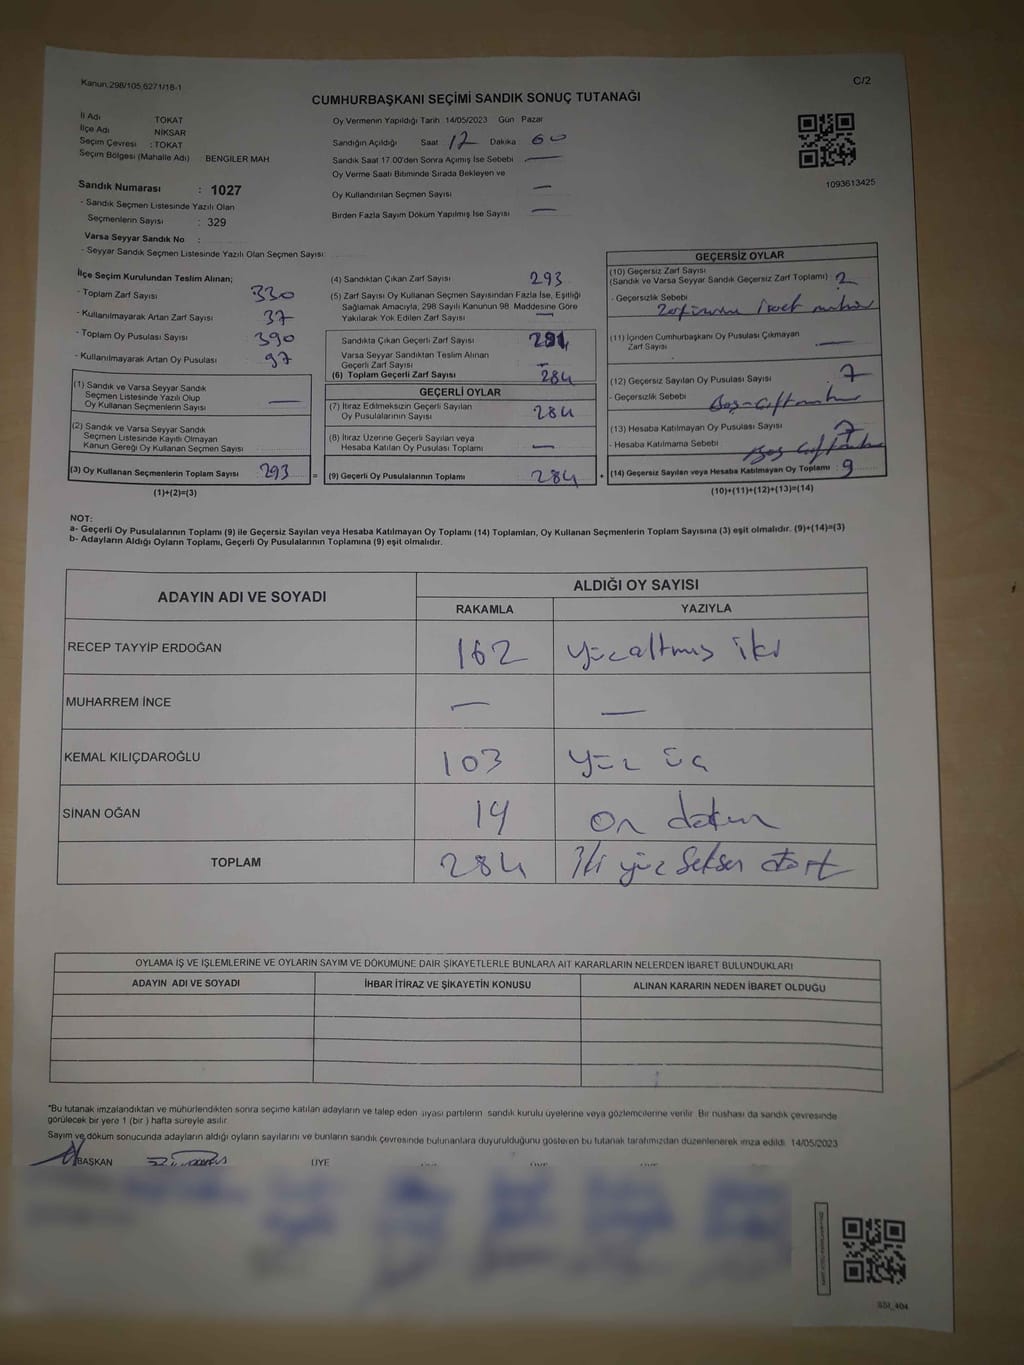 Kanun:298/105,6271/18-1
C/2
CUMHURBAŞKANI SEÇİMİ SANDIK SONUÇ TUTANAĞI
İl Adı TOKAT
İlçe Adı NİKSAR
Seçim Çevresi : TOKAT
Seçim Bölgesi (Mahalle Adı) : BENGİLER MAH
Sandık Numarası : 1027
- Sandık Seçmen Listesinde Yazılı Olan
Seçmenlerin Sayısı : 329
Varsa Seyyar Sandık No :
- Seyyar Sandık Seçmen Listesinde Yazılı Olan Seçmen Sayısı:
Oy Vermenin Yapıldığı Tarih 14/05/2023 Gün Pazar
Sandığın Açıldığı Saat 17 Dakika 60
Sandık Saat 17.00'den Sonra Açımış İse Sebebi —
Oy Verme Saati Bitiminde Sırada Bekleyen ve
Oy Kullandırılan Seçmen Sayısı —
Birden Fazla Sayım Döküm Yapılmış İse Sayısı —
1093613425
İlçe Seçim Kurulundan Teslim Alınan;
- Toplam Zarf Sayısı 330
- Kullanılmayarak Artan Zarf Sayısı 37
- Toplam Oy Pusulası Sayısı 390
- Kullanılmayarak Artan Oy Pusulası 97
(1) Sandık ve Varsa Seyyar Sandık
Seçmen Listesinde Yazılı Olup
Oy Kullanan Seçmenlerin Sayısı —
(2) Sandık ve Varsa Seyyar Sandık
Seçmen Listesinde Kayıtlı Olmayan
Kanun Gereği Oy Kullanan Seçmen Sayısı
(3) Oy Kullanan Seçmenlerin Toplam Sayısı 293 =
(1)+(2)=(3)
(4) Sandıktan Çıkan Zarf Sayısı 293
(5) Zarf Sayısı Oy Kullanan Seçmen Sayısından Fazla İse, Eşitliği
Sağlamak Amacıyla, 298 Sayılı Kanunun 98. Maddesine Göre
Yakılarak Yok Edilen Zarf Sayısı —
Sandıkta Çıkan Geçerli Zarf Sayısı 291
Varsa Seyyar Sandıktan Teslim Alınan
Geçerli Zarf Sayısı —
(6) Toplam Geçerli Zarf Sayısı 284
GEÇERLİ OYLAR
(7) İtiraz Edilmeksizin Geçerli Sayılan
Oy Pusulalarının Sayısı 284
(8) İtiraz Üzerine Geçerli Sayılan veya
Hesaba Katılan Oy Pusulası Toplamı —
(9) Geçerli Oy Pusulalarının Toplamı 284 +
GEÇERSİZ OYLAR
(10) Geçersiz Zarf Sayısı
(Sandık ve Varsa Seyyar Sandık Geçersiz Zarf Toplamı) 2
- Geçersizlik Sebebi
(11) İçinden Cumhurbaşkanı Oy Pusulası Çıkmayan
Zarf Sayısı —
(12) Geçersiz Sayılan Oy Pusulası Sayısı 7
- Geçersizlik Sebebi
(13) Hesaba Katılmayan Oy Pusulası Sayısı 7
- Hesaba Katılmama Sebebi
(14) Geçersiz Sayılan veya Hesaba Katılmayan Oy Toplamı : 9
(10)+(11)+(12)+(13)=(14)
NOT:
a- Geçerli Oy Pusulalarının Toplamı (9) ile Geçersiz Sayılan veya Hesaba Katılmayan Oy Toplamı (14) Toplamları, Oy Kullanan Seçmenlerin Toplam Sayısına (3) eşit olmalıdır. (9)+(14)=(3)
b- Adayların Aldığı Oyların Toplamı, Geçerli Oy Pusulalarının Toplamına (9) eşit olmalıdır.
ADAYIN ADI VE SOYADI ALDIĞI OY SAYISI
RAKAMLA YAZIYLA
RECEP TAYYİP ERDOĞAN 162 yüzaltmış iki
MUHARREM İNCE — —
KEMAL KILIÇDAROĞLU 103 yüz üç
SİNAN OĞAN 19 on dokuz
TOPLAM 284 iki yüz seksen dört
OYLAMA İŞ VE İŞLEMLERİNE VE OYLARIN SAYIM VE DÖKÜMÜNE DAİR ŞİKAYETLERLE BUNLARA AİT KARARLARIN NELERDEN İBARET BULUNDUKLARI
ADAYIN ADI VE SOYADI İHBAR İTİRAZ VE ŞİKAYETİN KONUSU ALINAN KARARIN NEDEN İBARET OLDUĞU
*Bu tutanak imzalandıktan ve mühürlendikten sonra seçime katılan adayların ve talep eden siyasi partilerin sandık kurulu üyelerine veya gözlemcilerine verilir. Bir nushası da sandık çevresinde
görülecek bir yere 1 (bir ) hafta süreyle asılır.
Sayım ve döküm sonucunda adayların aldığı oyların sayılarını ve bunların sandık çevresinde bulunanlara duyurulduğunu gösteren bu tutanak tarafımızdan düzenlenerek imza edildi. 14/05/2023
BAŞKAN ÜYE
SSI_404